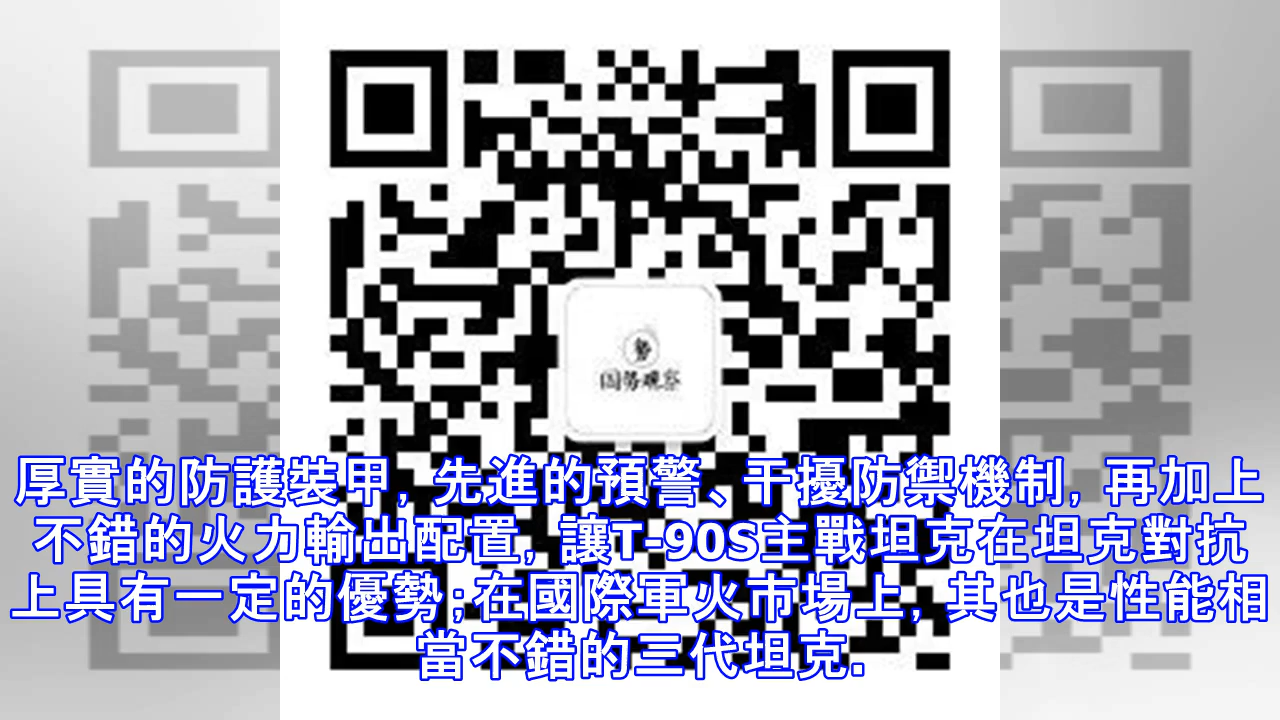 勢
国勢觀察
厚實的防護裝甲, 先進的預警、干擾防禦機制, 再加上
不錯的火力輸出配置, 讓T-90S主戰坦克在坦克對抗
上具有一定的優勢;在國際軍火市場上, 其也是性能相
當不錯的三代坦克.